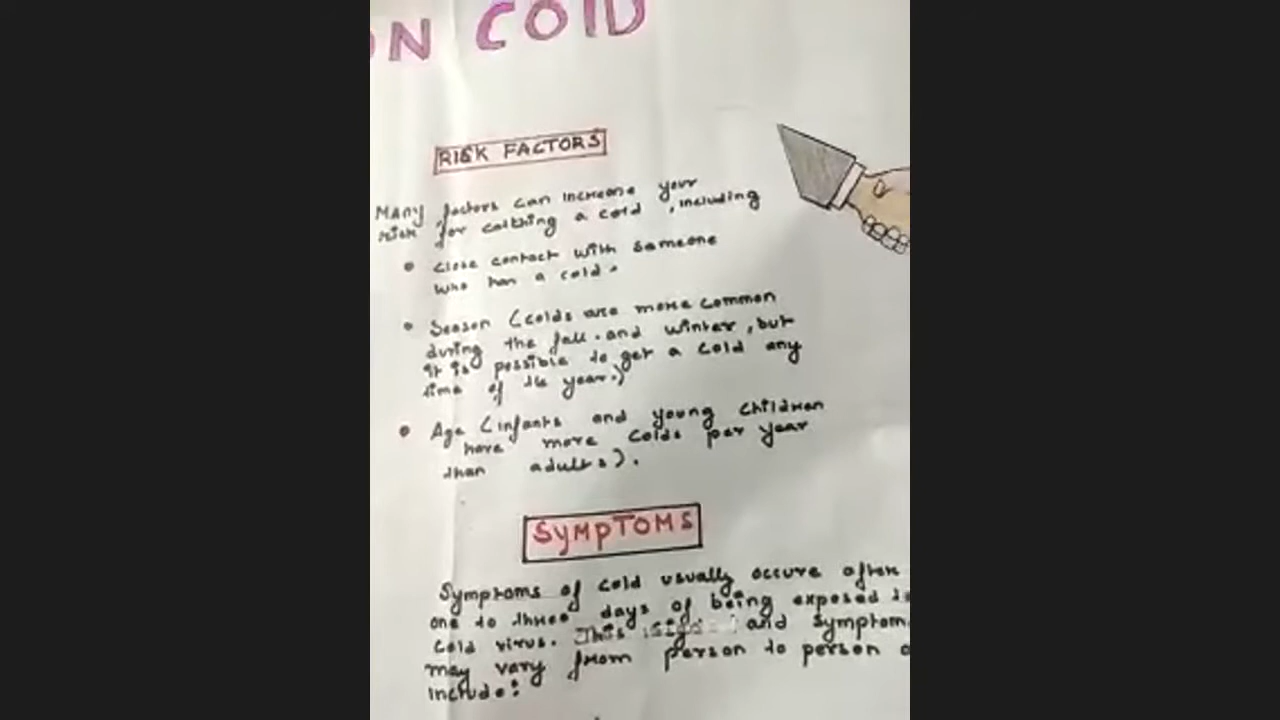 ON COlD
RISK FACTORS
Many factors can increase your
risk for catching a cold, including
• close contact with someone
who has a cold.
• Season (colds are more common
during the fall. and winter, but
it is possible to get a cold any
time of the year.)
• Age (infants and young children
have more colds per year
than adults).
SYMPTOMS
Symptoms of cold usually occure after
one to three days of being exposed to
cold virus. This and symptom
may vary from person to person
include: